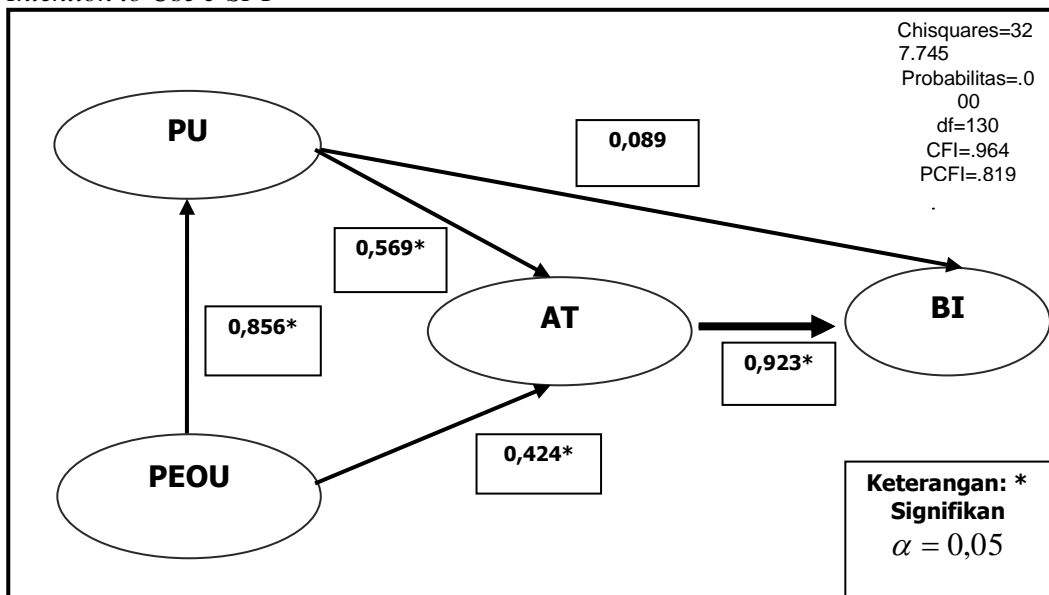 Chisquares=32
7.745
Probabilitas=.0
00
df=130
CFI=.964
PCFI=.819
.
PU
0,089
0,569*
AT
BI
0,856*
0,923*
PEOU
0,424*
Keterangan: *
Signifikan
α = 0,05